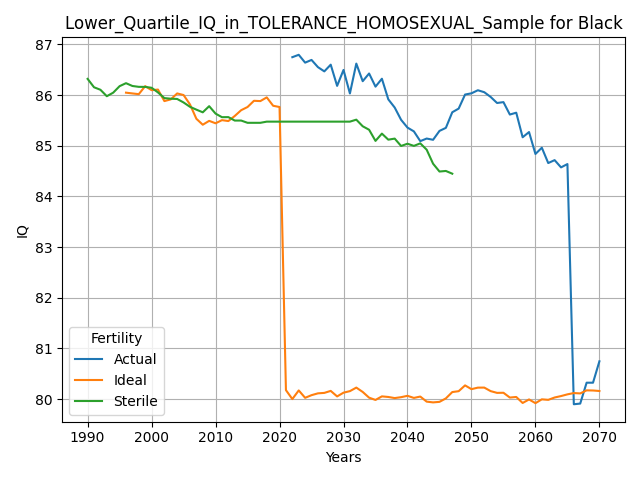 Lower_Quartile_IQ_in_TOLERANCE_HOMOSEXUAL_Sample for Black
IQ
87
86
85
84
83
82
81
80
Fertility
Actual
Ideal
Sterile
1990 2000 2010 2020 2030 2040 2050 2060 2070
Years